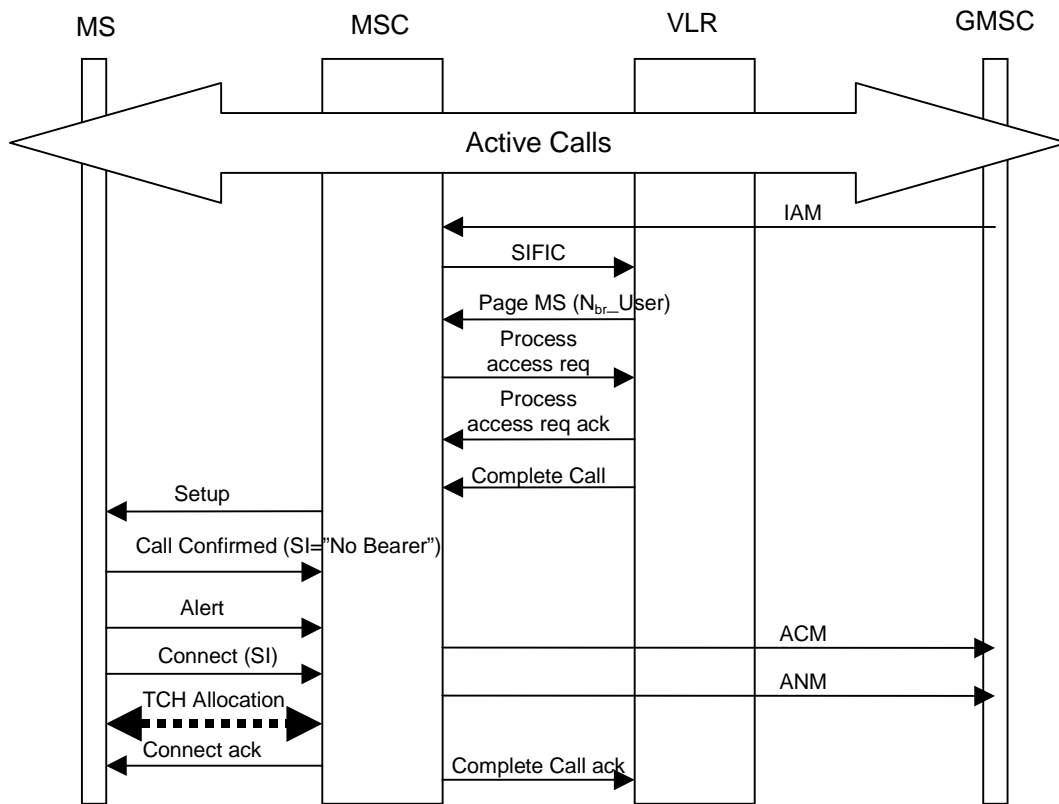 MS
MSC
VLR
GMSC
Active Calls
IAM
SIFIC
Page MS (Nbr_User)
Process
access req
Process
access req ack
Complete Call
Setup
Call Confirmed (SI=”No Bearer”)
Alert
ACM
Connect (SI)
ANM
TCH Allocation
Connect ack
Complete Call ack